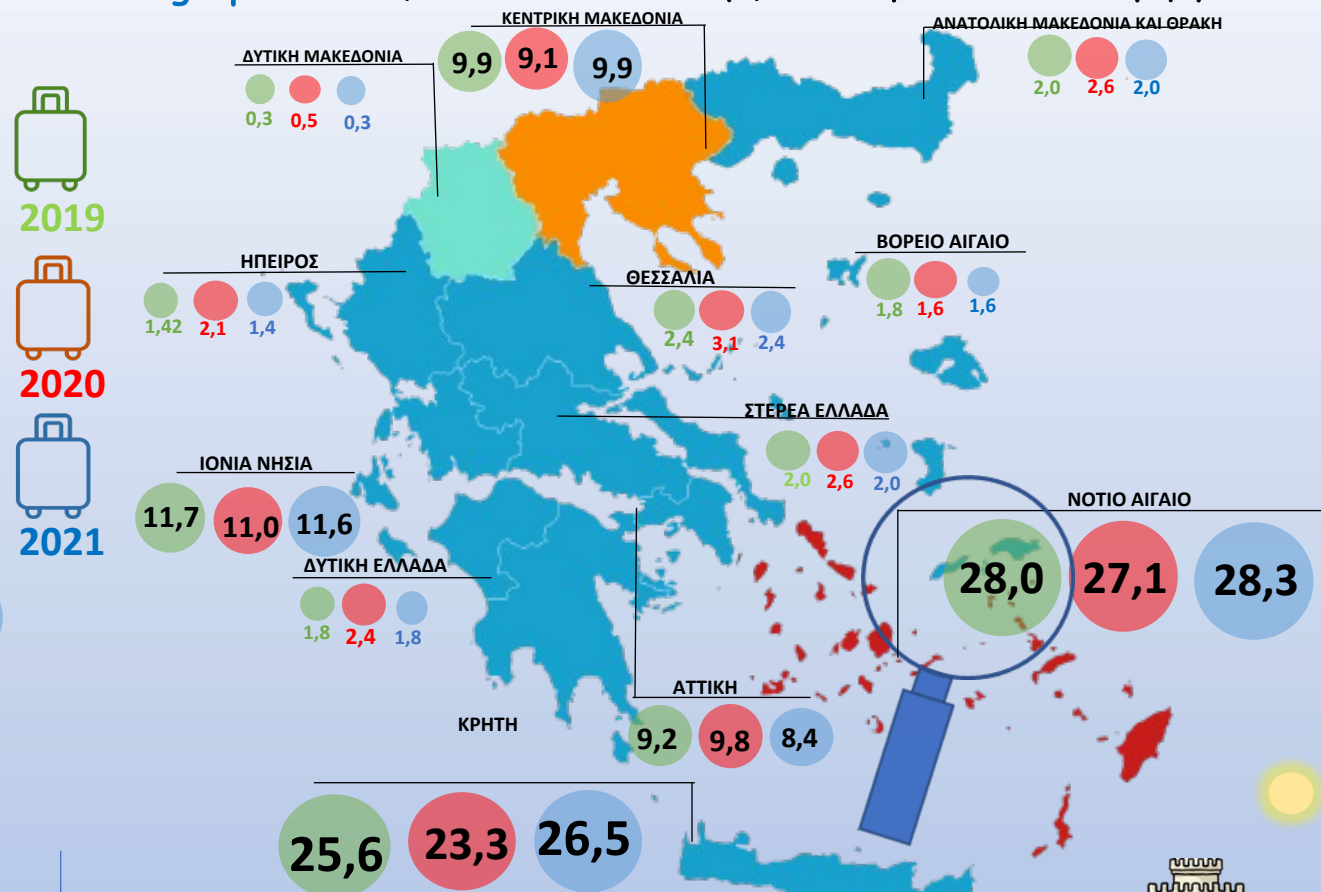 ΚΕΝΤΡΙΚΗ ΜΑΚΕΔΟΝΙΑ
9,9 9,1 9,9
ΑΝΑΤΟΛΙΚΗ ΜΑΚΕΔΟΝΙΑ ΚΑΙ ΘΡΑΚΗ
2,0 2,6 2,0
ΔΥΤΙΚΗ ΜΑΚΕΔΟΝΙΑ
0,3 0,5 0,3
2019
2020
2021
ΗΠΕΙΡΟΣ
1,42 2,1 1,4
ΘΕΣΣΑΛΙΑ
2,4 3,1 2,4
ΒΟΡΕΙΟ ΑΙΓΑΙΟ
1,8 1,6 1,6
ΣΤΕΡΕΑ ΕΛΛΑΔΑ
2,0 2,6 2,0
ΙΟΝΙΑ ΝΗΣΙΑ
11,7 11,0 11,6
ΝΟΤΙΟ ΑΙΓΑΙΟ
28,0 27,1 28,3
ΔΥΤΙΚΗ ΕΛΛΑΔΑ
1,8 2,4 1,8
ΑΤΤΙΚΗ
9,2 9,8 8,4
ΚΡΗΤΗ
25,6 23,3 26,5